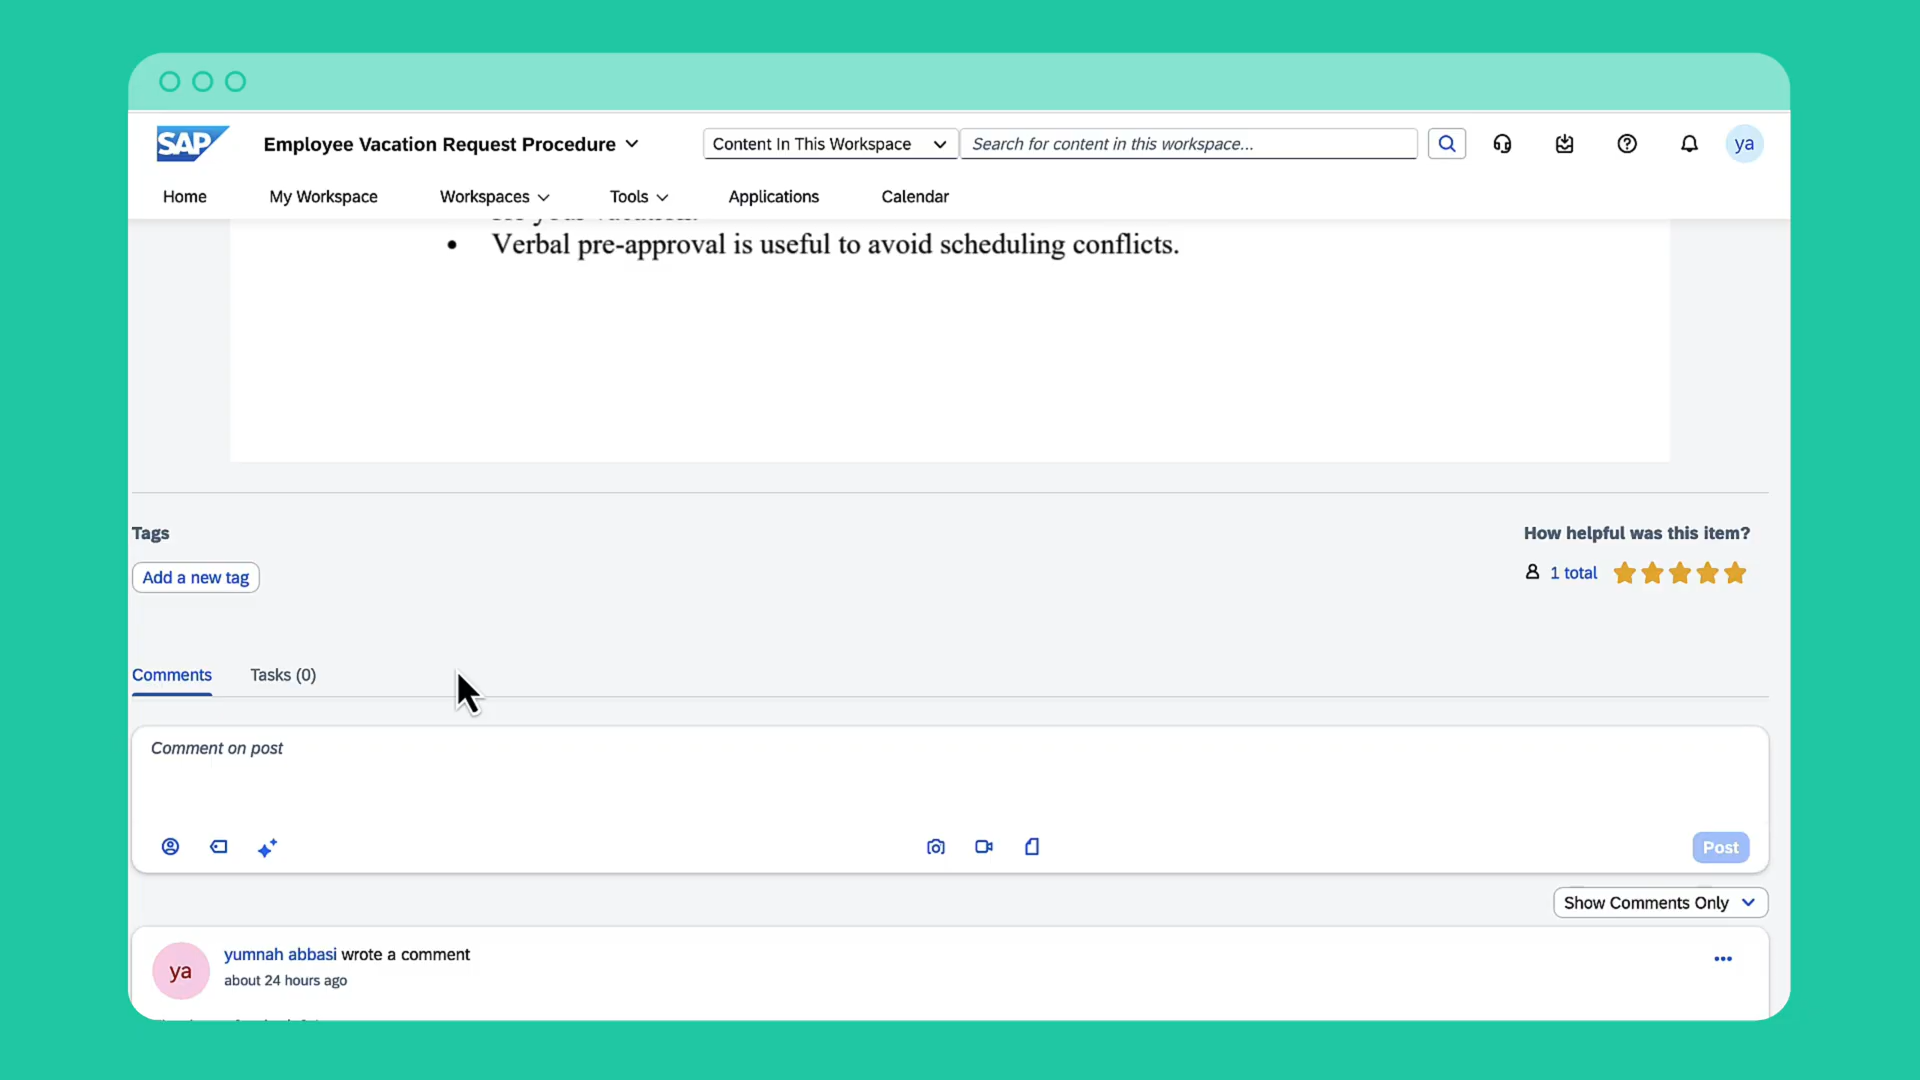 SAP
Employee Vacation Request Procedure
Content In This Workspace
Search for content in this workspace...
ya
Home
My Workspace
Workspaces
Tools
Applications
Calendar
• Verbal pre-approval is useful to avoid scheduling conflicts.
Tags
How helpful was this item?
Add a new tag
1 total
Comments
Tasks (0)
Comment on post
Post
Show Comments Only
ya
yumnah abbasi wrote a comment
about 24 hours ago